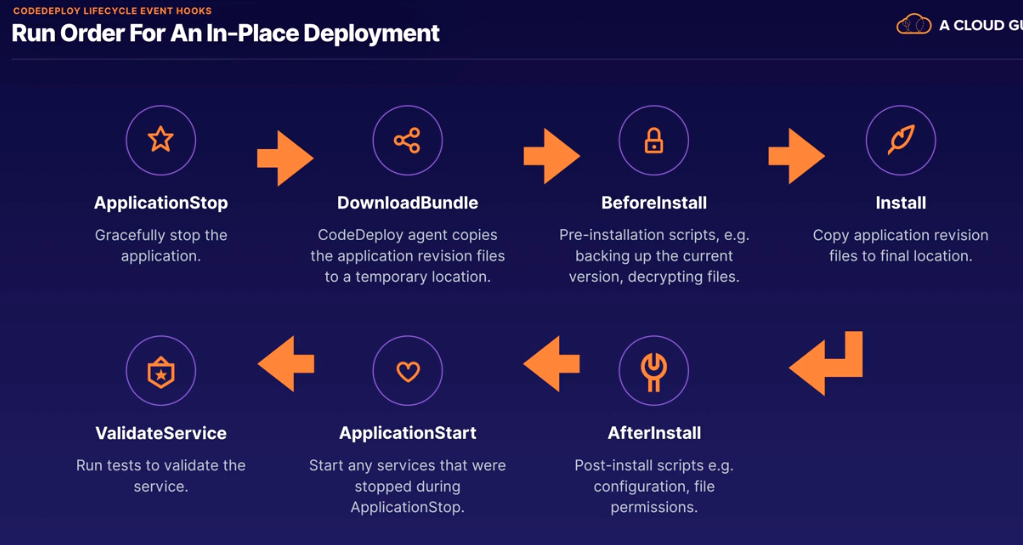 CODEDEPLOY LIFECYCLE EVENT HOOKS
Run Order For An In-Place Deployment
A CLOUD GU
ApplicationStop
Gracefully stop the
application.
DownloadBundle
CodeDeploy agent copies
the application revision files
to a temporary location.
BeforeInstall
Pre-installation scripts, e.g.
backing up the current
version, decrypting files.
Install
Copy application revision
files to final location.
ValidateService
Run tests to validate the
service.
ApplicationStart
Start any services that were
stopped during
ApplicationStop.
AfterInstall
Post-install scripts e.g.
configuration, file
permissions.